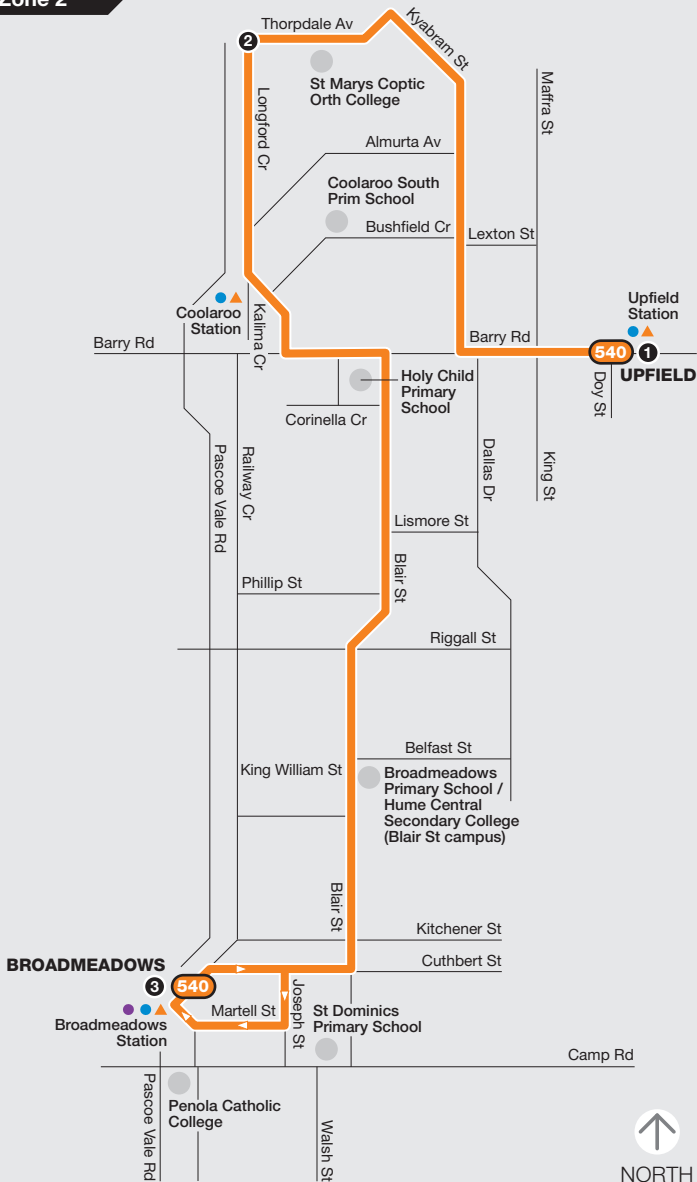 Zone 2
Thorpdale Av
Kyabram St
2
St Marys Coptic
Orth College
Longford Cr
Maffra St
Almurta Av
Coolaroo South
Prim School
Bushfield Cr
Lexton St
Coolaroo
Station
Kalima Cr
Upfield
Station
Barry Rd
Barry Rd
540
1
UPFIELD
Doy St
Holy Child
Primary
School
Corinella Cr
Pascoe Vale Rd
Railway Cr
Dallas Dr
King St
Lismore St
Blair St
Phillip St
Riggall St
Belfast St
King William St
Broadmeadows
Primary School /
Hume Central
Secondary College
(Blair St campus)
Blair St
Kitchener St
Cuthbert St
BROADMEADOWS
3
540
Broadmeadows
Station
Martell St
Joseph St
St Dominics
Primary School
Camp Rd
Pascoe Vale Rd
Penola Catholic
College
Walsh St
NORTH